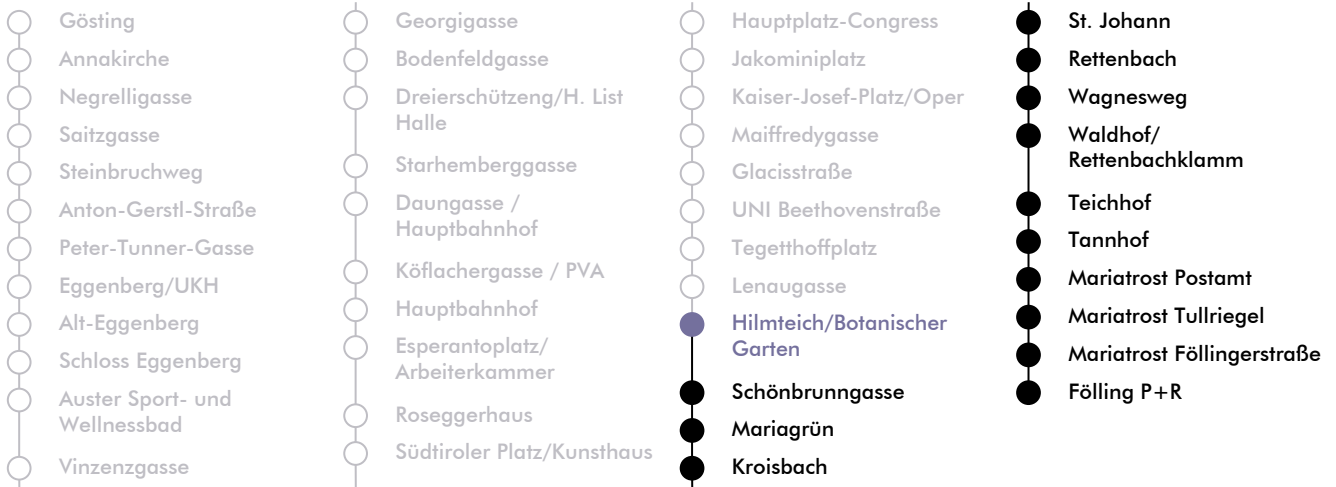 Gösting
Annakirche
Negrelligasse
Saitzgasse
Steinbruchweg
Anton-Gerstl-Straße
Peter-Tunner-Gasse
Eggenberg/UKH
Alt-Eggenberg
Schloss Eggenberg
Auster Sport- und
Wellnessbad
Vinzenzgasse
Georgigasse
Bodenfeldgasse
Dreierschützeng/H. List
Halle
Starhemberggasse
Daungasse /
Hauptbahnhof
Köflachergasse / PVA
Hauptbahnhof
Esperantoplatz/
Arbeiterkammer
Roseggerhaus
Südtiroler Platz/Kunsthaus
Hauptplatz-Congress
Jakominiplatz
Kaiser-Josef-Platz/Oper
Maiffredygasse
Glacisstraße
UNI Beethovenstraße
Tegetthoffplatz
Lenaugasse
Hilmteich/Botanischer
Garten
Schönbrunngasse
Mariagrün
Kroisbach
St. Johann
Rettenbach
Wagnesweg
Waldhof/
Rettenbachklamm
Teichhof
Tannhof
Mariatrost Postamt
Mariatrost Tullriegel
Mariatrost Föllingerstraße
Fölling P+R